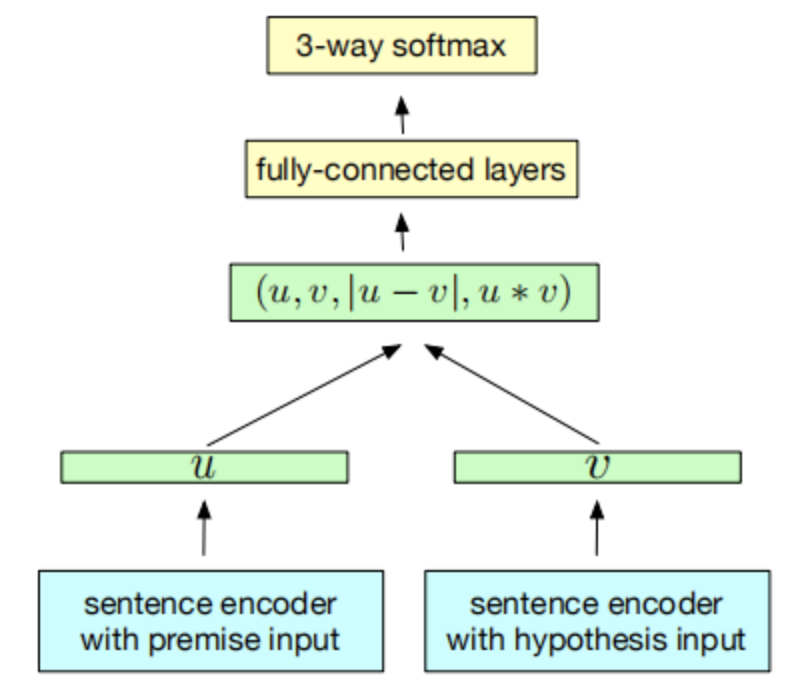 3-way softmax
fully-connected layers
(u, v, |u − v|, u ∗ v)
u
v
sentence encoder
with premise input
sentence encoder
with hypothesis input